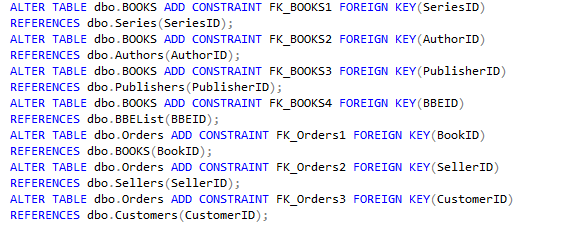 ALTER TABLE dbo.BOOKS ADD CONSTRAINT FK_BOOKS1 FOREIGN KEY(SeriesID)
REFERENCES dbo.Series(SeriesID);
ALTER TABLE dbo.BOOKS ADD CONSTRAINT FK_BOOKS2 FOREIGN KEY(AuthorID)
REFERENCES dbo.Authors(AuthorID);
ALTER TABLE dbo.BOOKS ADD CONSTRAINT FK_BOOKS3 FOREIGN KEY(PublisherID)
REFERENCES dbo.Publishers(PublisherID);
ALTER TABLE dbo.BOOKS ADD CONSTRAINT FK_BOOKS4 FOREIGN KEY(BBEID)
REFERENCES dbo.BBEList(BBEID);
ALTER TABLE dbo.Orders ADD CONSTRAINT FK_Orders1 FOREIGN KEY(BookID)
REFERENCES dbo.BOOKS(BookID);
ALTER TABLE dbo.Orders ADD CONSTRAINT FK_Orders2 FOREIGN KEY(SellerID)
REFERENCES dbo.Sellers(SellerID);
ALTER TABLE dbo.Orders ADD CONSTRAINT FK_Orders3 FOREIGN KEY(CustomerID)
REFERENCES dbo.Customers(CustomerID);